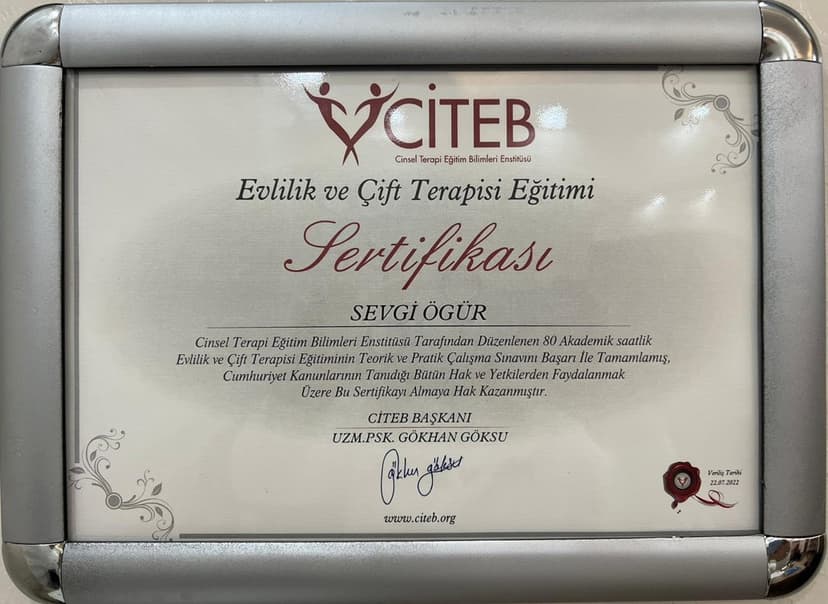 CİTEB
Cinsel Terapi Eğitim Bilimleri Enstitüsü
Evlilik ve Çift Terapisi Eğitimi
Sertifikası
SEVGİ ÖGÜR
Cinsel Terapi Eğitim Bilimleri Enstitüsü Tarafından Düzenlenen 80 Akademik saatlik
Evlilik ve Çift Terapisi Eğitiminin Teorik ve Pratik Çalışma Sınavını Başarı İle Tamamlamış,
Cumhuriyet Kanunlarının Tanıdığı Bütün Hak ve Yetkilerden Faydalanmak
Üzere Bu Sertifikayı Almaya Hak Kazanmıştır.
CİTEB BAŞKANI
UZM.PSK. GÖKHAN GÖKSU
gökhan göksu
Veriliş Tarihi
22.07.2022
www.citeb.org